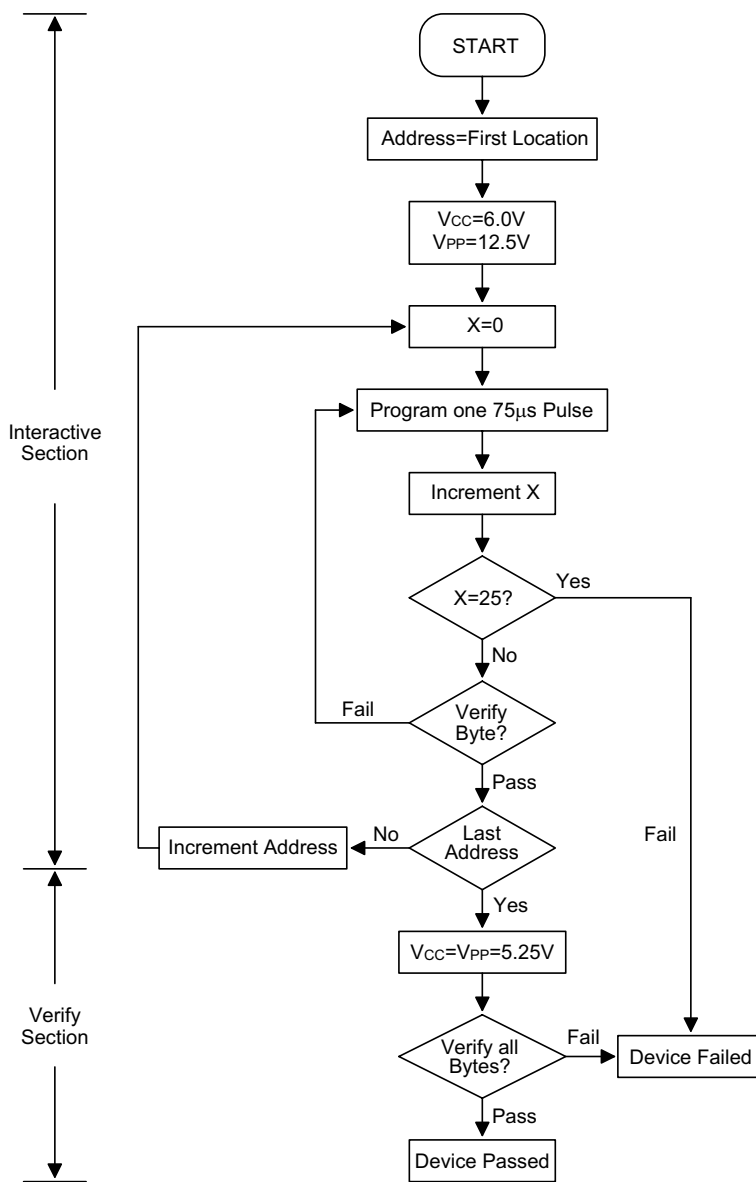 START
Address=First Location
VCC=6.0V
VPP=12.5V
X=0
Program one 75μs Pulse
Interactive
Section
Increment X
X=25?
Yes
No
Verify
Byte?
Fail
Pass
Last
Address
No
Increment Address
Fail
Yes
VCC=VPP=5.25V
Verify
Section
Verify all
Bytes?
Fail
Device Failed
Pass
Device Passed